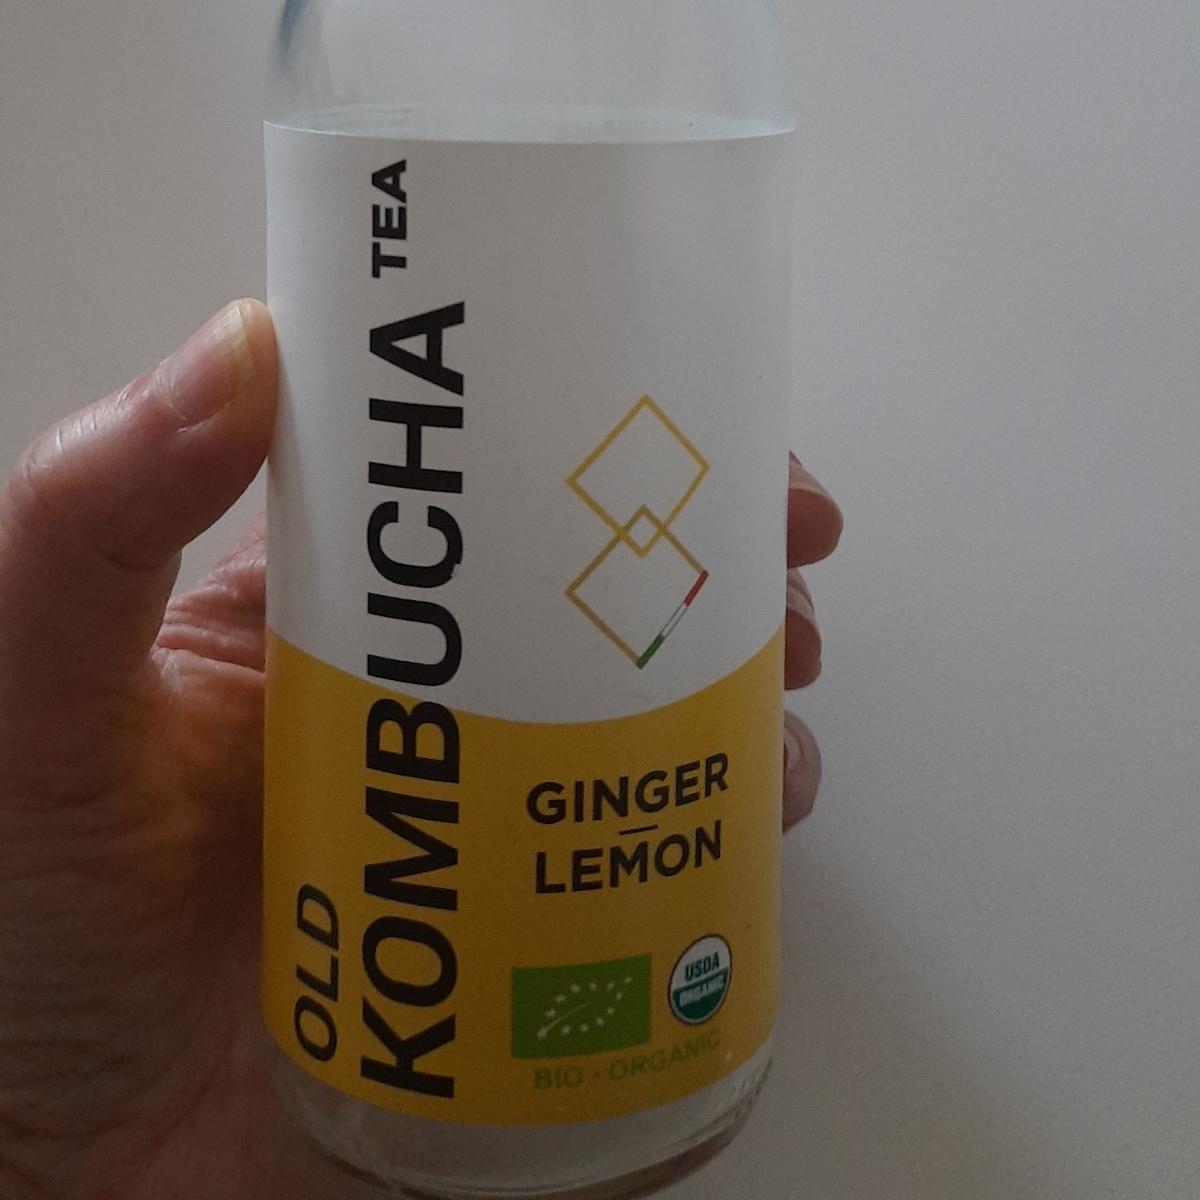 OLD
KOMBUCHA TEA
GINGER
LEMON
USDA
ORGANIC
BIO · ORGANIC